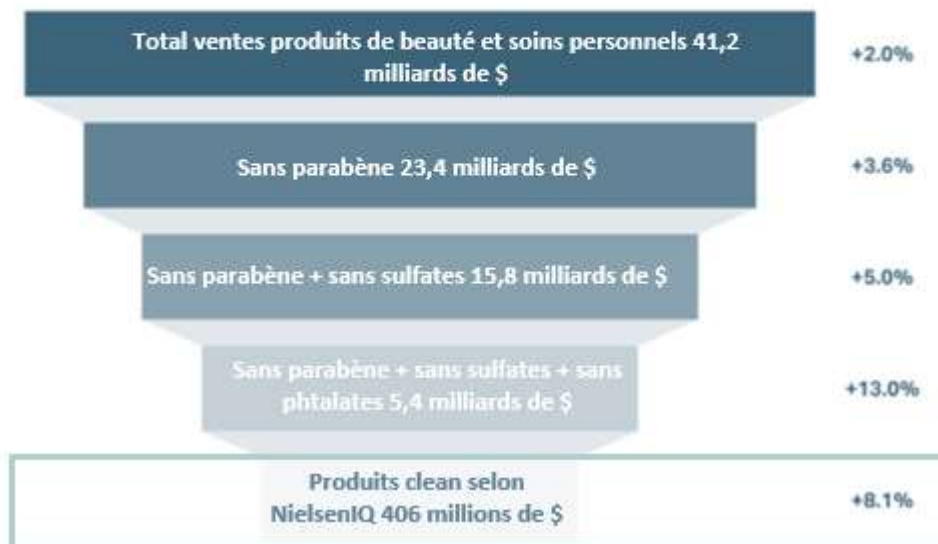 Total ventes produits de beauté et soins personnels 41,2
milliards de $
+2.0%
Sans parabène 23,4 milliards de $
+3.6%
Sans parabène + sans sulfates 15,8 milliards de $
+5.0%
Sans parabène + sans sulfates + sans
phtalates 5,4 milliards de $
+13.0%
Produits clean selon
NielsenIQ 406 millions de $
+8.1%